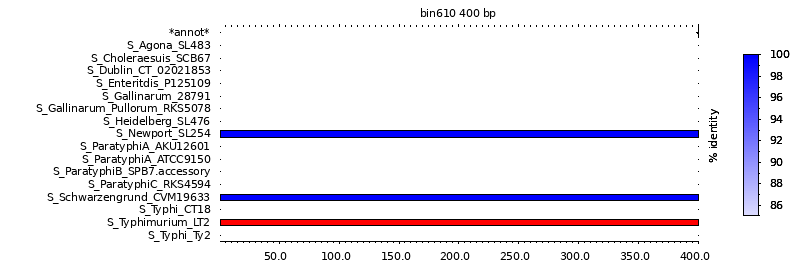 bin610 400 bp
*annot*
S_Agona_SL483
S_Choleraesuis_SCB67
S_Dublin_CT_02021853
S_Enteritdis_P125109
S_Gallinarum_28791
S_Gallinarum_Pullorum_RKS5078
S_Heidelberg_SL476
S_Newport_SL254
S_ParatyphiA_AKU12601
S_ParatyphiA_ATCC9150
S_ParatyphiB_SPB7.accessory
S_ParatyphiC_RKS4594
S_Schwarzengrund_CVM19633
S_Typhi_CT18
S_Typhimurium_LT2
S_Typhi_Ty2
50.0 100.0 150.0 200.0 250.0 300.0 350.0 400.0
% identity
100
98
96
94
92
90
88
86